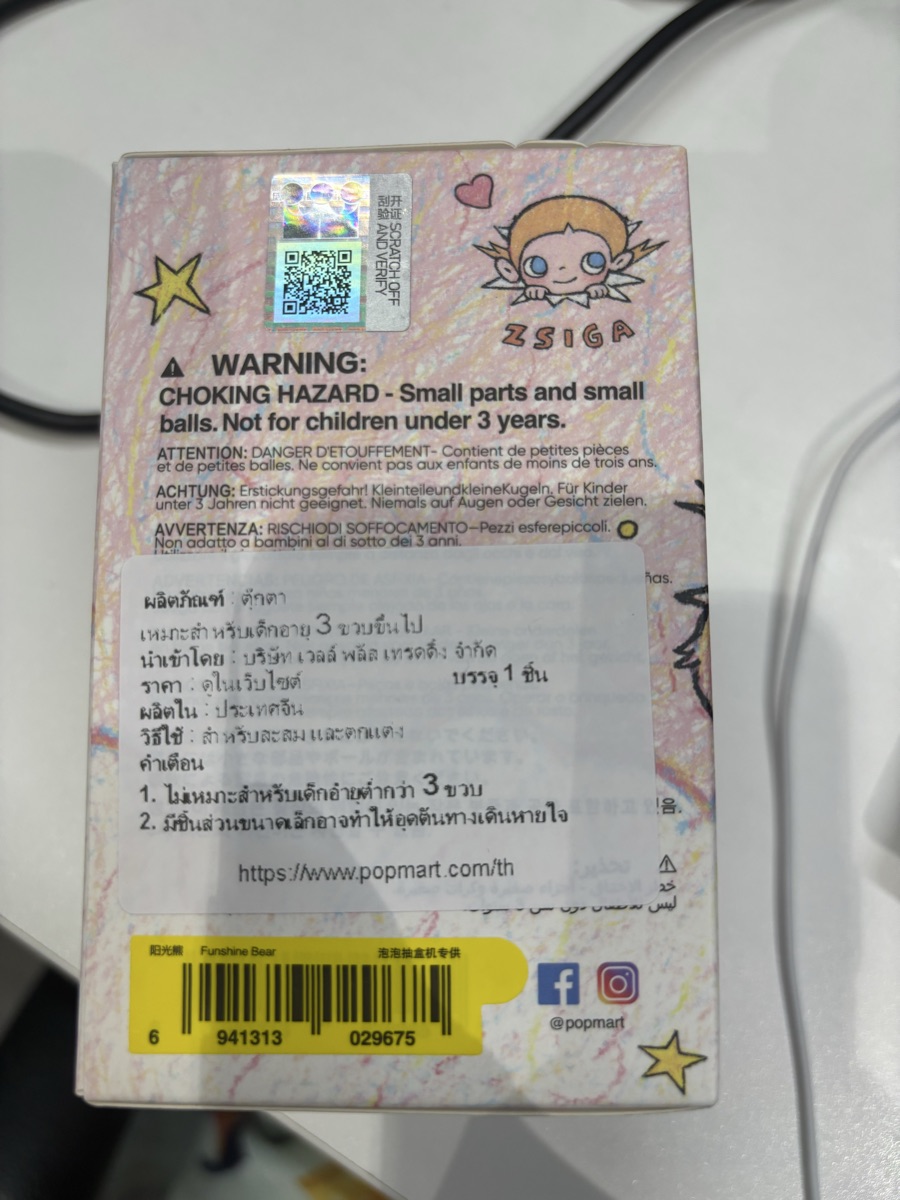 开证 SCRATCH OFF
刮验 AND VERIFY
ZSIGA
WARNING:
CHOKING HAZARD - Small parts and small
balls. Not for children under 3 years.
ATTENTION: DANGER D'ETOUFFEMENT- Contient de petites pièces
et de petites balles. Ne convient pas aux enfants de moins de trois ans.
ACHTUNG: Erstickungsgefahr! KleinteileundkleineKugeln. Für Kinder
unter 3 Jahren nicht geeignet. Niemals auf Augen oder Gesicht zielen.
AVVERTENZA: RISCHIODI SOFFOCAMENTO—Pezzi esferepiccoli.
Non adatto a bambini al di sotto dei 3 anni.
ñas.
ผลิตภัณฑ์ : ตุ๊กตา
เหมาะสำหรับเด็กอายุ 3 ขวบขึ้นไป
นำเข้าโดย : บริษัท เวลล์ พลัส เทรดดิ้ง จำกัด
ราคา : ดูในเว็บไซต์ บรรจุ 1 ชิ้น
ผลิตใน : ประเทศจีน
วิธีใช้ : สำหรับสะสม และตกแต่ง
คำเตือน
1. ไม่เหมาะสำหรับเด็กอายุต่ำกว่า 3 ขวบ
2. มีชิ้นส่วนขนาดเล็กอาจทำให้อุดตันทางเดินหายใจ
음.
https://www.popmart.com/th
阳光熊 Funshine Bear 泡泡抽盒机专供
6 941313 029675
@popmart